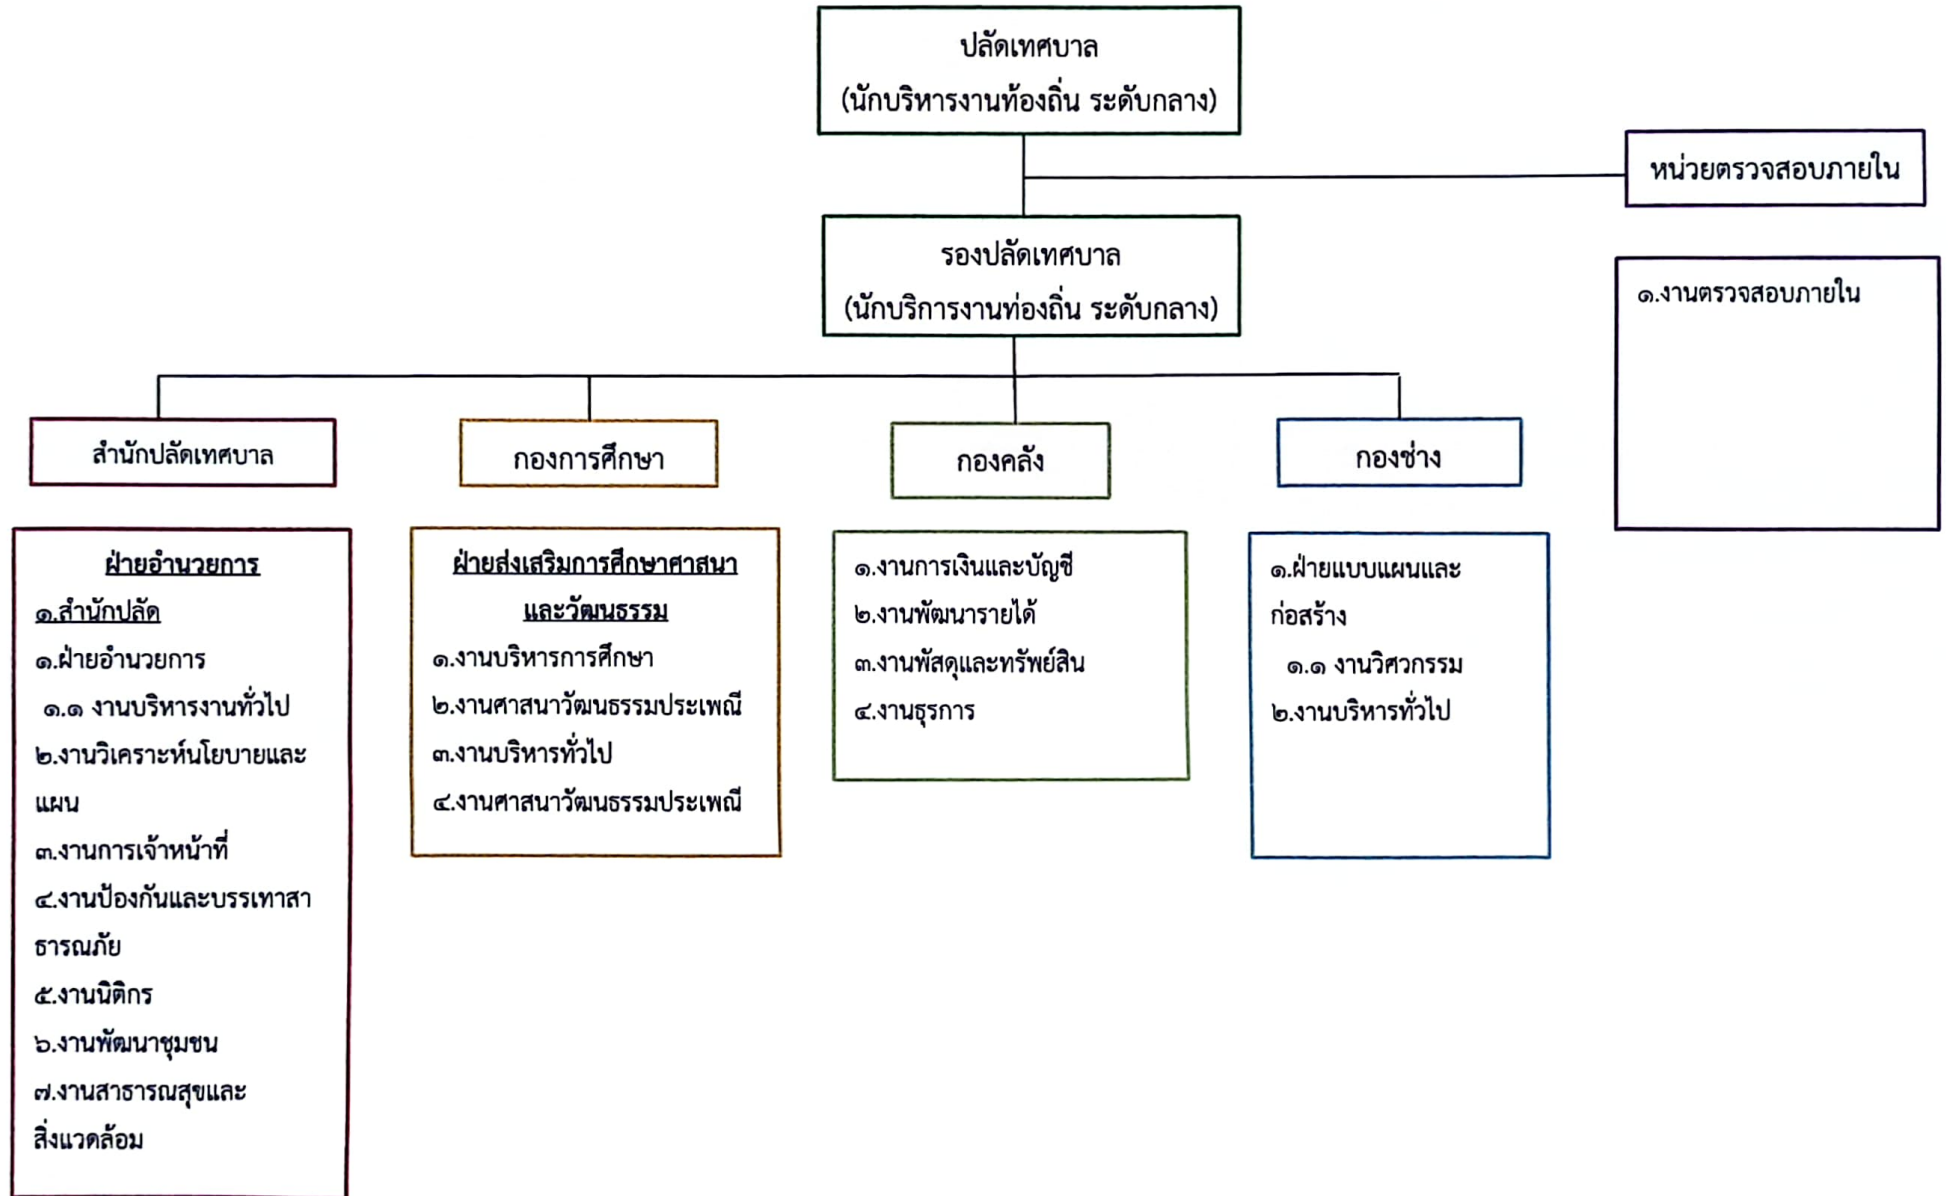 ปลัดเทศบาล
(นักบริหารงานท้องถิ่น ระดับกลาง)
หน่วยตรวจสอบภายใน
รองปลัดเทศบาล
(นักบริการงานท่องถิ่น ระดับกลาง)
๑.งานตรวจสอบภายใน
สำนักปลัดเทศบาล
กองการศึกษา
กองคลัง
กองช่าง
ฝ่ายอำนวยการ
๑.สำนักปลัด
๑.ฝ่ายอำนวยการ
๑.๑ งานบริหารงานทั่วไป
๒.งานวิเคราะห์นโยบายและ
แผน
๓.งานการเจ้าหน้าที่
๔.งานป้องกันและบรรเทาสา
ธารณภัย
๕.งานนิติกร
๖.งานพัฒนาชุมชน
๗.งานสาธารณสุขและ
สิ่งแวดล้อม
ฝ่ายส่งเสริมการศึกษาศาสนา
และวัฒนธรรม
๑.งานบริหารการศึกษา
๒.งานศาสนาวัฒนธรรมประเพณี
๓.งานบริหารทั่วไป
๔.งานศาสนาวัฒนธรรมประเพณี
๑.งานการเงินและบัญชี
๒.งานพัฒนารายได้
๓.งานพัสดุและทรัพย์สิน
๔.งานธุรการ
๑.ฝ่ายแบบแผนและ
ก่อสร้าง
๑.๑ งานวิศวกรรม
๒.งานบริหารทั่วไป